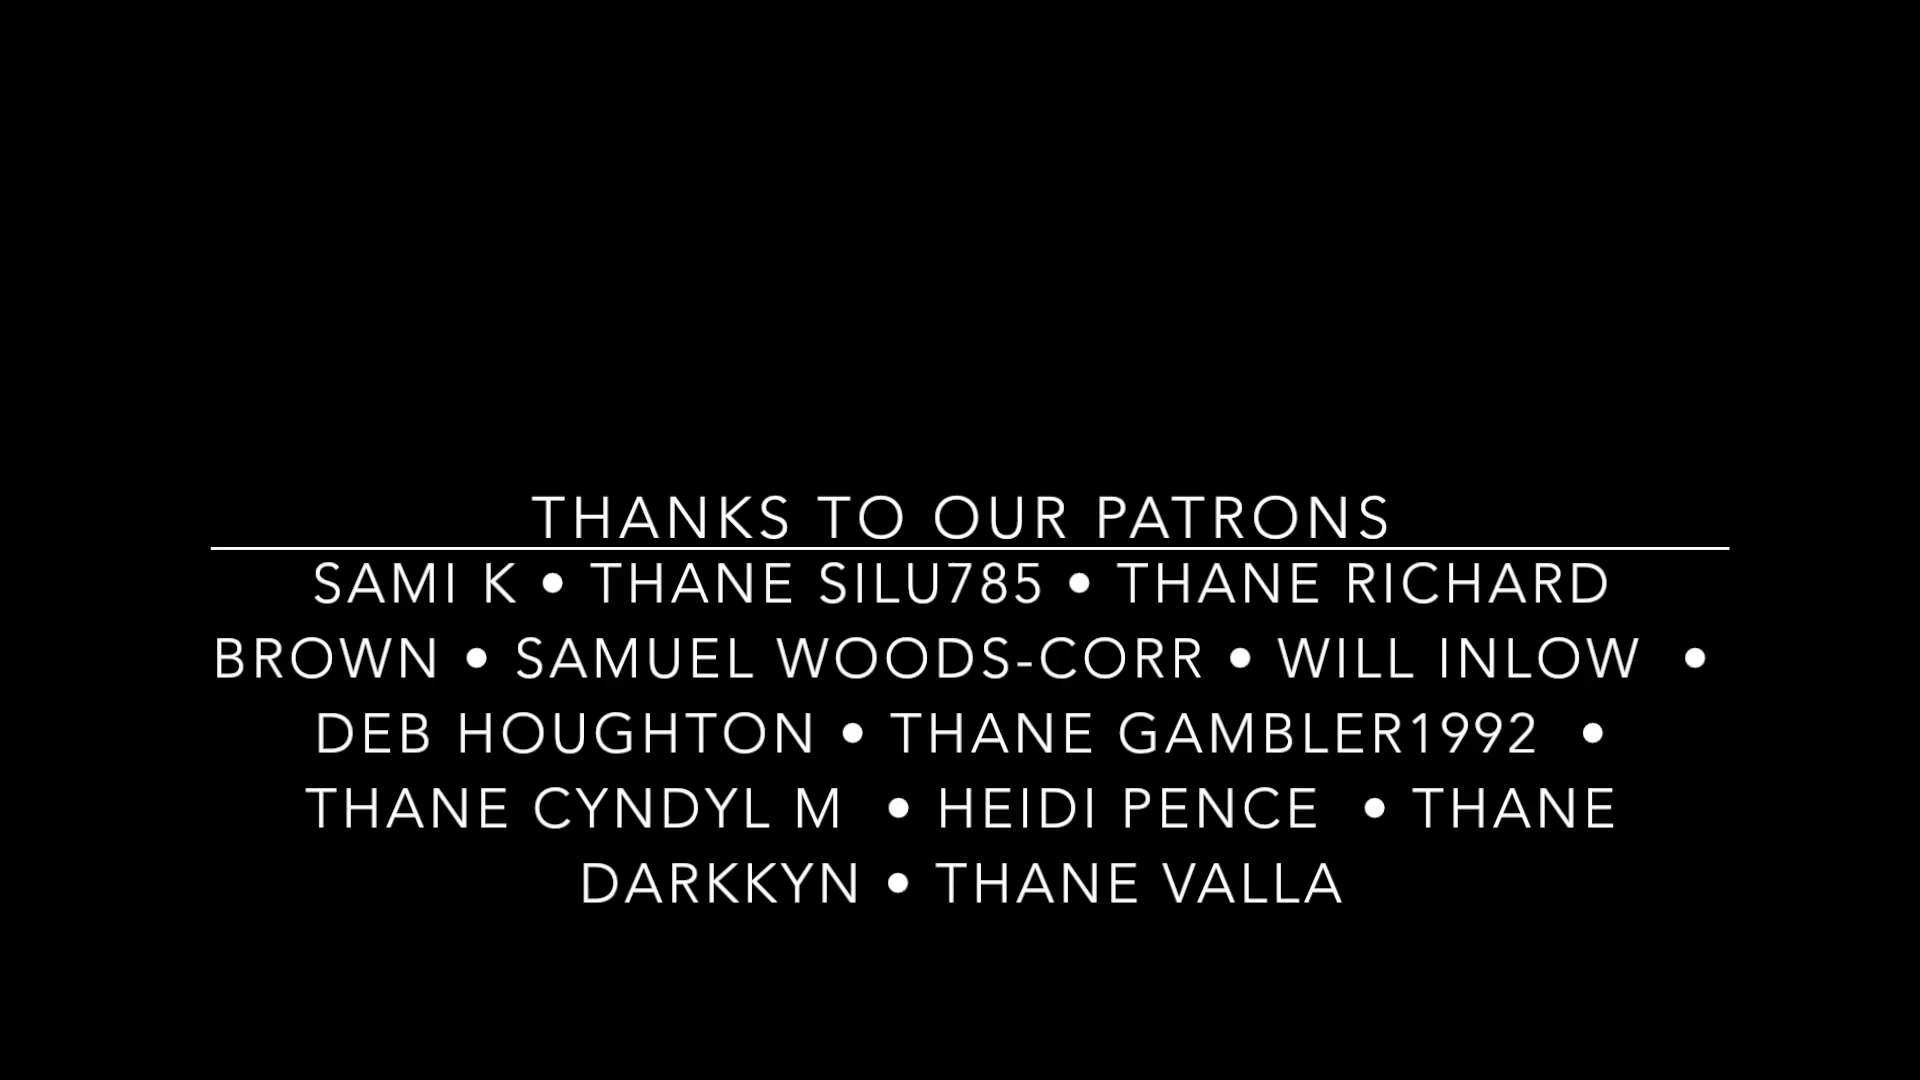 THANKS TO OUR PATRONS
SAMI K • THANE SILU785 • THANE RICHARD
BROWN • SAMUEL WOODS-CORR • WILL INLOW •
DEB HOUGHTON • THANE GAMBLER1992 •
THANE CYNDYL M • HEIDI PENCE • THANE
DARKKYN • THANE VALLA